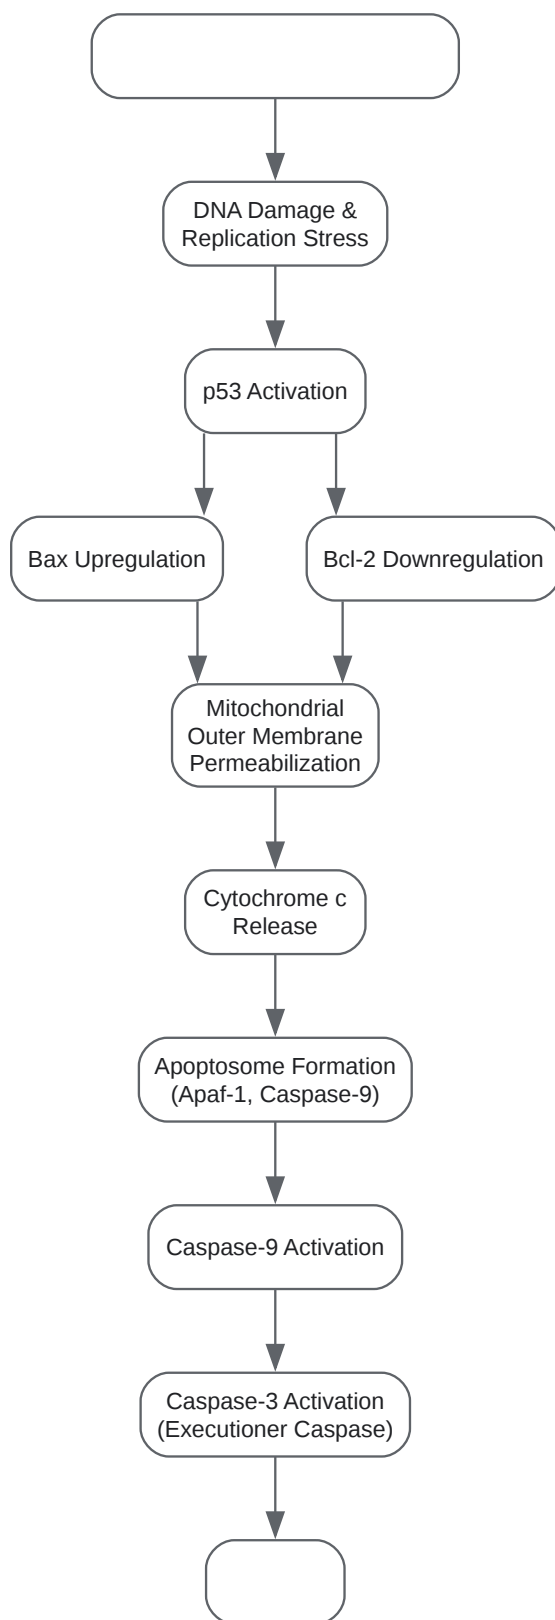 DNA Damage &
Replication Stress
p53 Activation
Bax Upregulation
Bcl-2 Downregulation
Mitochondrial
Outer Membrane
Permeabilization
Cytochrome c
Release
Apoptosome Formation
(Apaf-1, Caspase-9)
Caspase-9 Activation
Caspase-3 Activation
(Executioner Caspase)